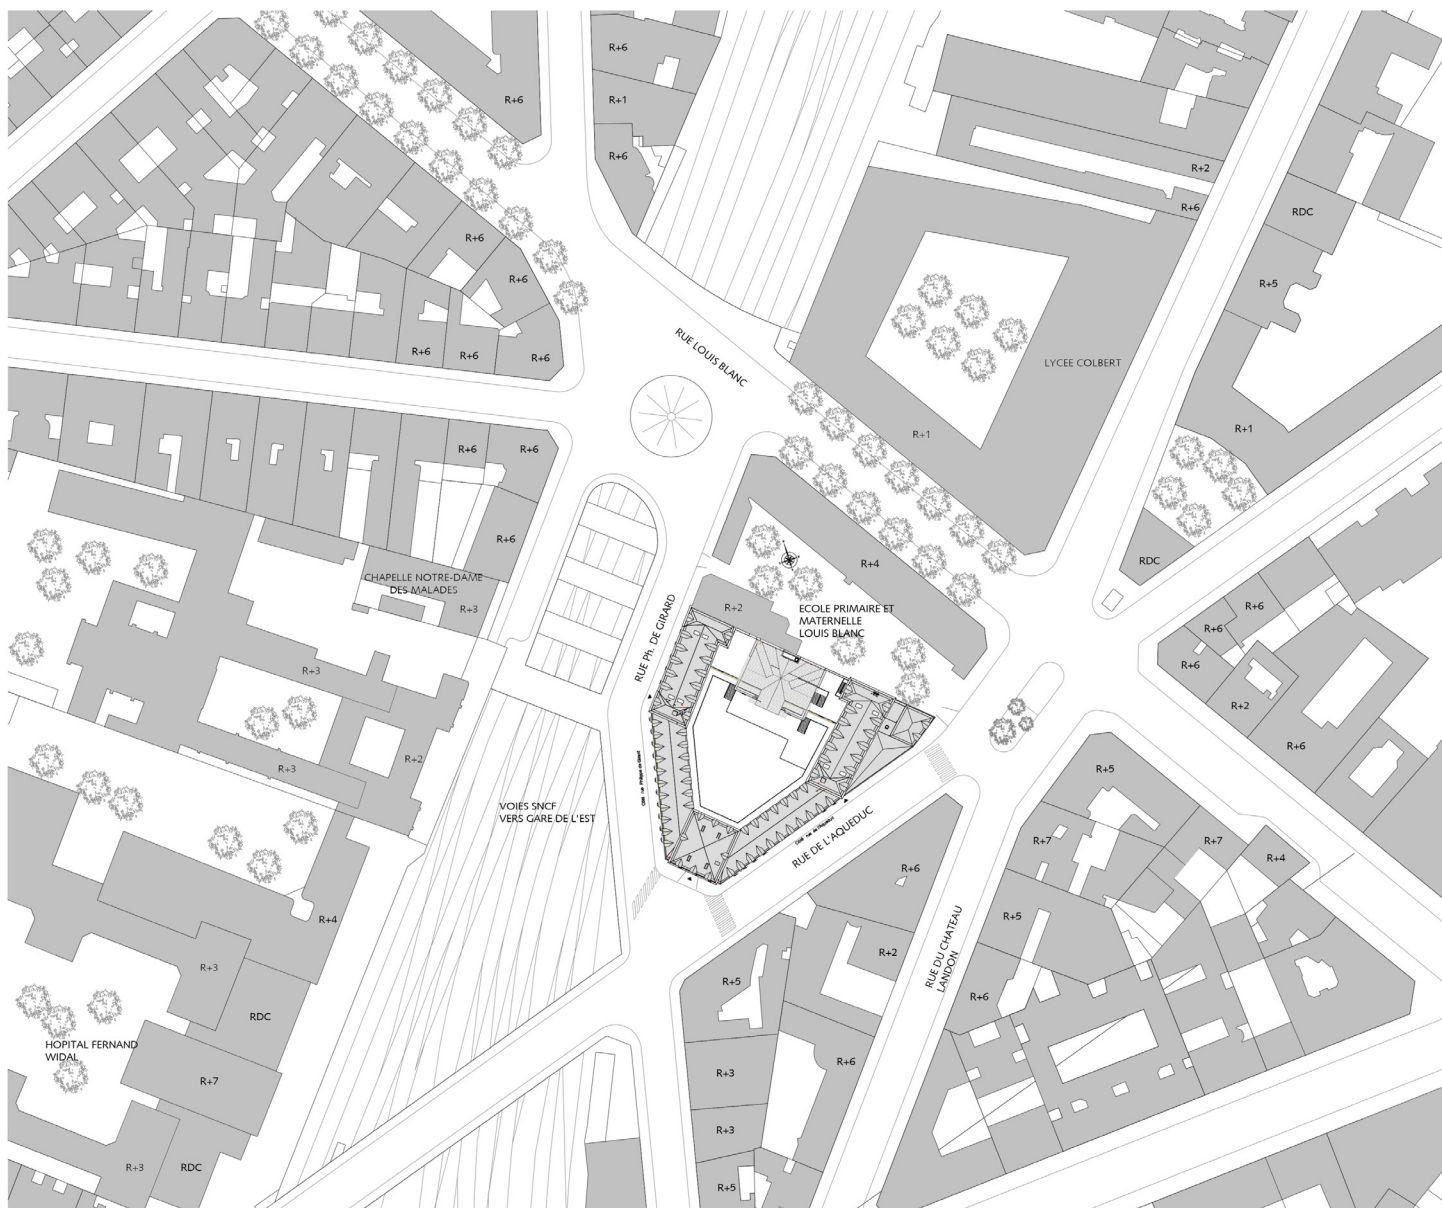 R+6
R+6
R+1
R+6
R+2
R+6
RDC
R+5
R+6
R+6
R+6
R+6
R+6
RUE LOUIS BLANC
LYCEE COLBERT
R+1
R+1
R+6
R+6
R+6
RDC
R+4
CHAPELLE NOTRE-DAME
DES MALADES
R+3
RUE Ph. DE GIRARD
R+2
ECOLE PRIMAIRE ET
MATERNELLE
LOUIS BLANC
R+6
R+6
R+6
R+2
R+6
R+3
R+3
R+2
VOIES SNCF
VERS GARE DE L'EST
RUE DE L'AQUEDUC
R+5
R+7
R+7
R+4
R+6
R+5
R+4
R+2
RUE DU CHATEAU
LANDON
R+3
R+5
R+6
RDC
HOPITAL FERNAND
WIDAL
R+7
R+3
R+6
R+3
R+3
RDC
R+5